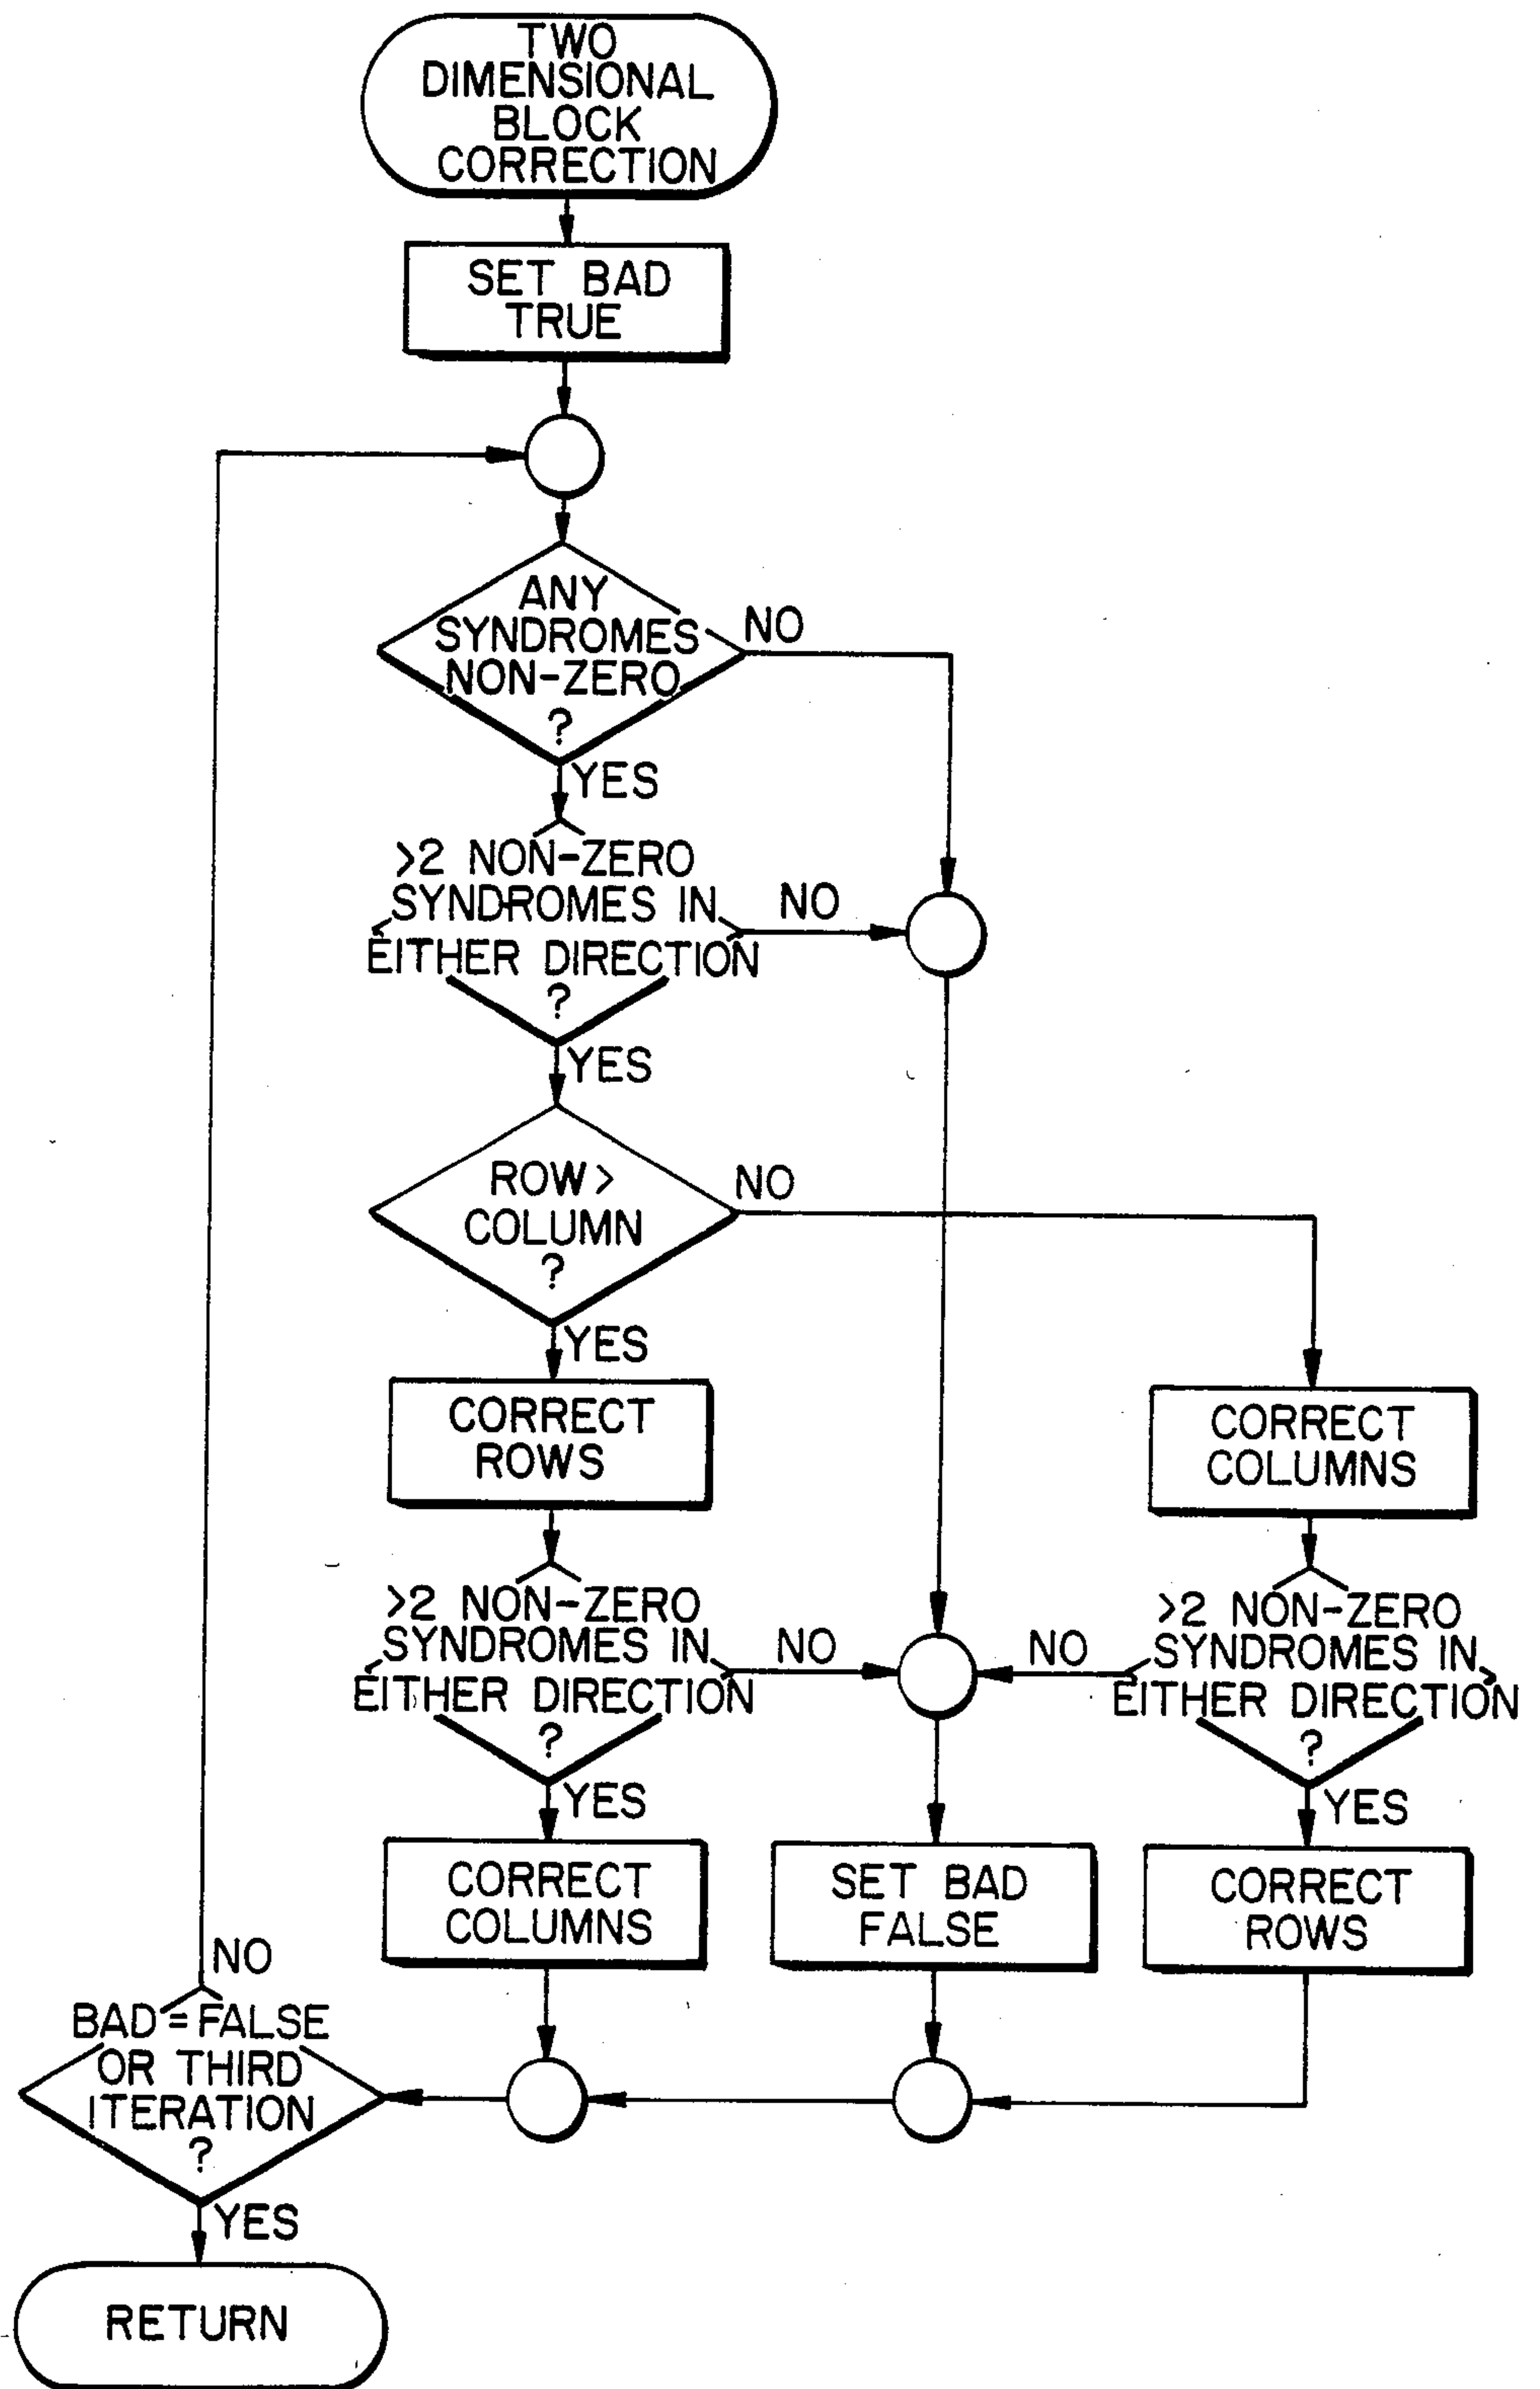 TWO
DIMENSIONAL
BLOCK
CORRECTION
SET BAD
TRUE
ANY
SYNDROMES
NON-ZERO
?
NO
YES
>2 NON-ZERO
SYNDROMES IN
EITHER DIRECTION
?
NO
YES
ROW >
COLUMN
?
NO
YES
CORRECT
ROWS
CORRECT
COLUMNS
>2 NON-ZERO
SYNDROMES IN
EITHER DIRECTION
?
NO
YES
NO
>2 NON-ZERO
SYNDROMES IN
EITHER DIRECTION
?
YES
CORRECT
COLUMNS
SET BAD
FALSE
CORRECT
ROWS
NO
BAD = FALSE
OR THIRD
ITERATION
?
YES
RETURN